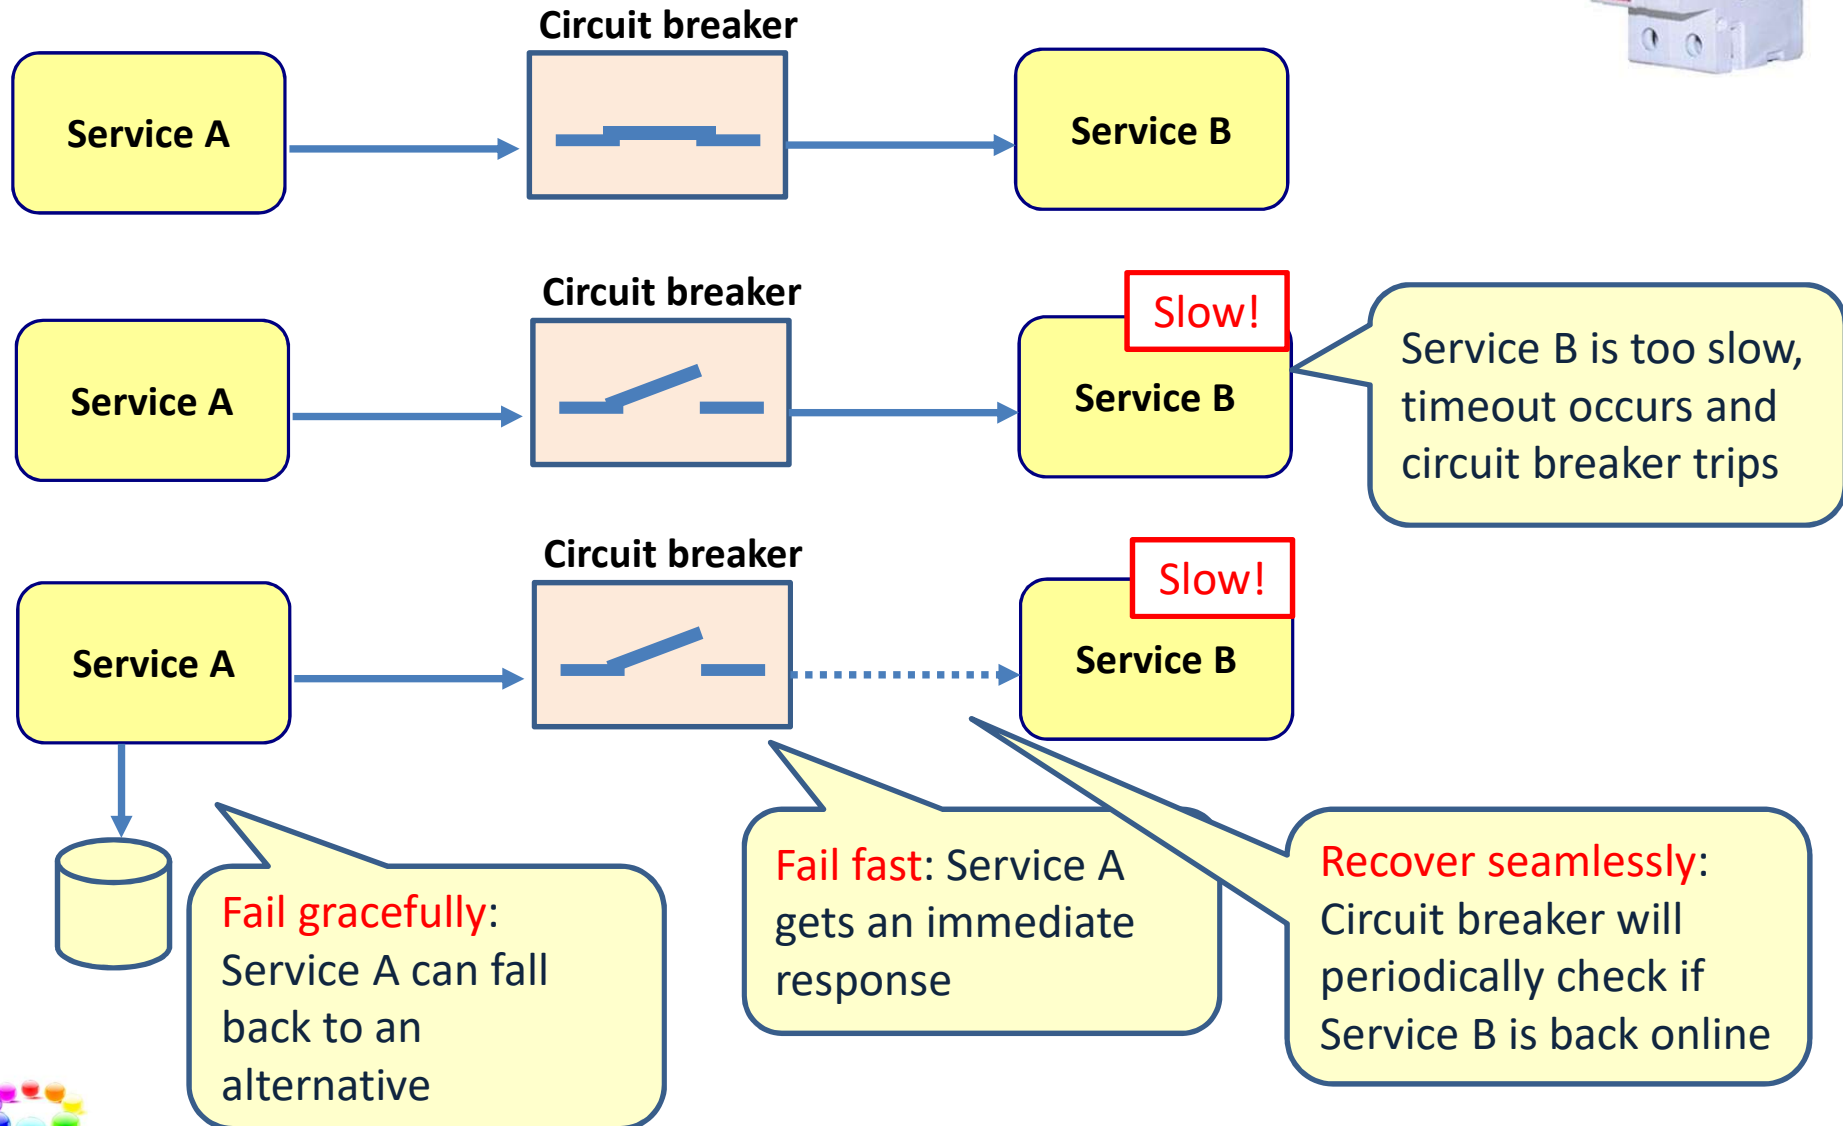 Circuit breaker
Service A
Service B
Circuit breaker
Slow!
Service A
Service B
Service B is too slow,
timeout occurs and
circuit breaker trips
Circuit breaker
Slow!
Service A
Service B
Fail gracefully:
Service A can fall
back to an
alternative
Fail fast: Service A
gets an immediate
response
Recover seamlessly:
Circuit breaker will
periodically check if
Service B is back online